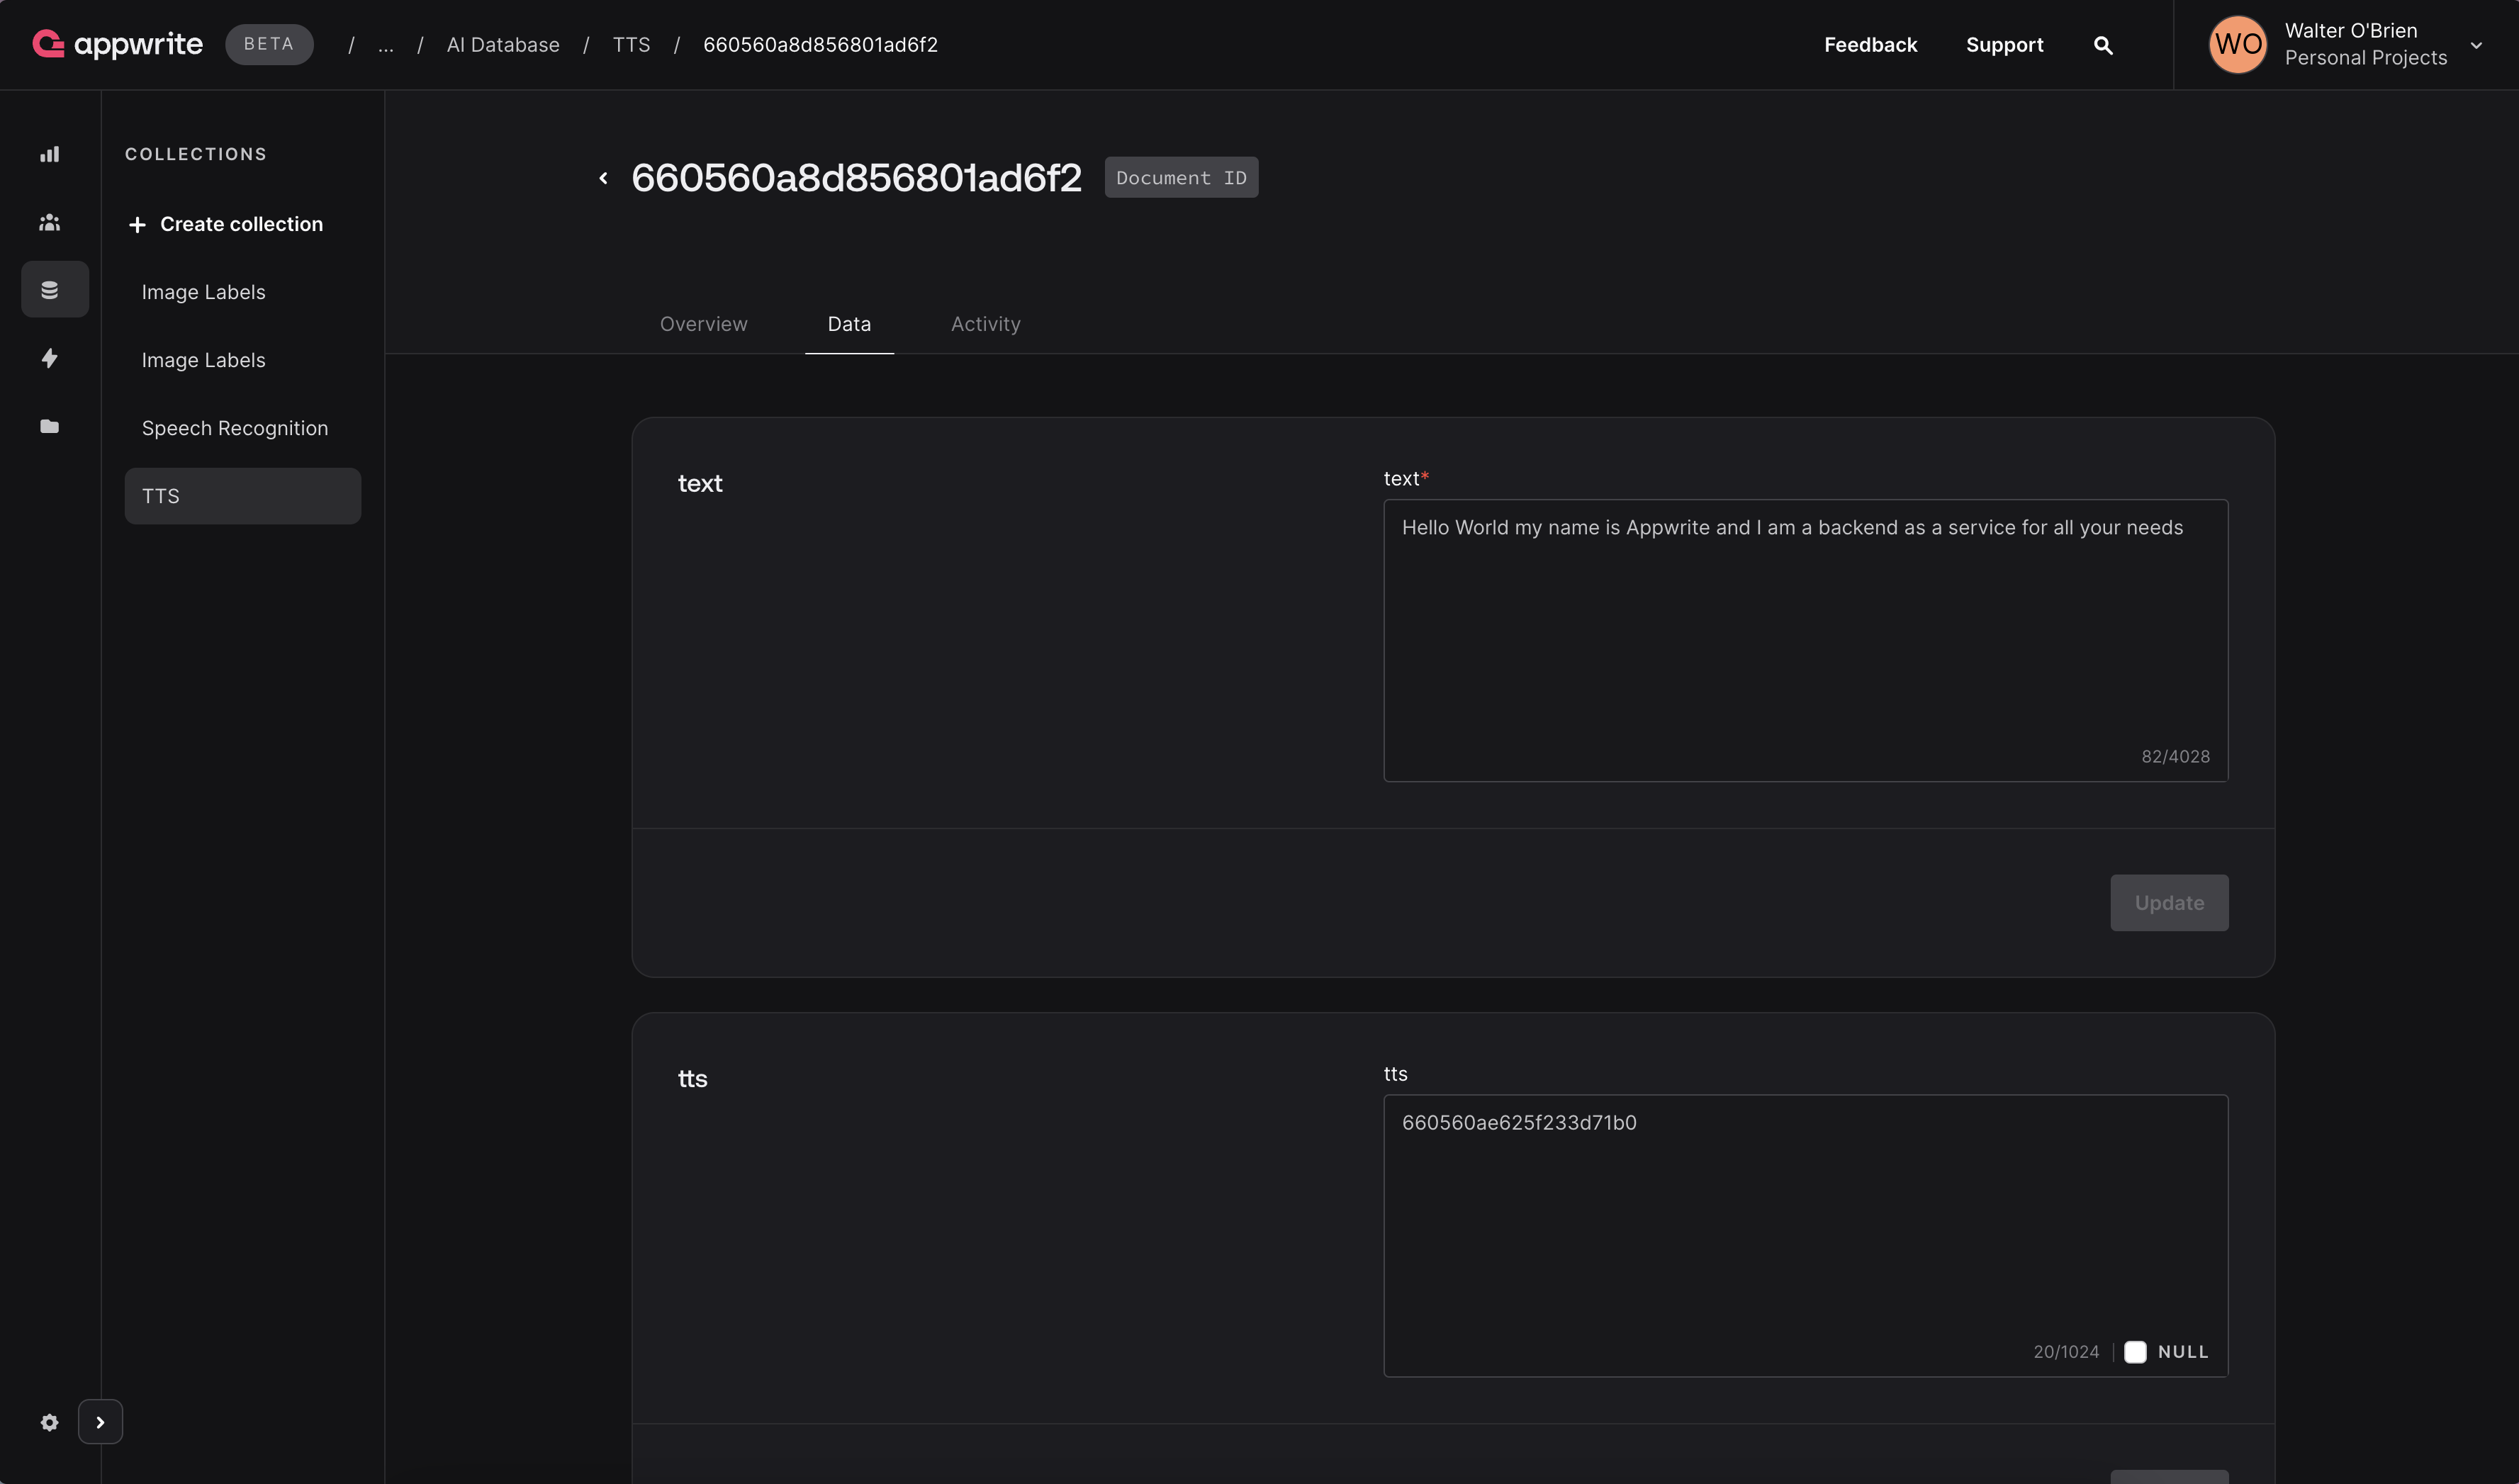 appwrite BETA / ... / AI Database / TTS / 660560a8d856801ad6f2 Feedback Support WO Walter O'Brien
Personal Projects
COLLECTIONS
Create collection
Image Labels
Image Labels
Speech Recognition
TTS
660560a8d856801ad6f2 Document ID
Overview Data Activity
text
text*
Hello World my name is Appwrite and I am a backend as a service for all your needs
82/4028
Update
tts
tts
660560ae625f233d71b0
20/1024 NULL